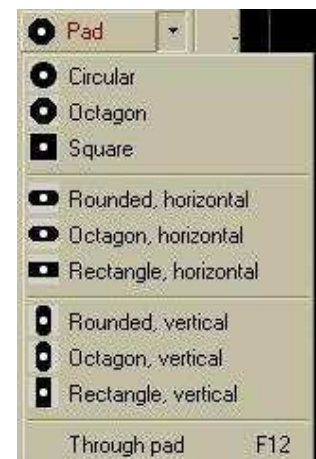 Pad
Circular
Octagon
Square
Rounded, horizontal
Octagon, horizontal
Rectangle, horizontal
Rounded, vertical
Octagon, vertical
Rectangle, vertical
Through pad F12